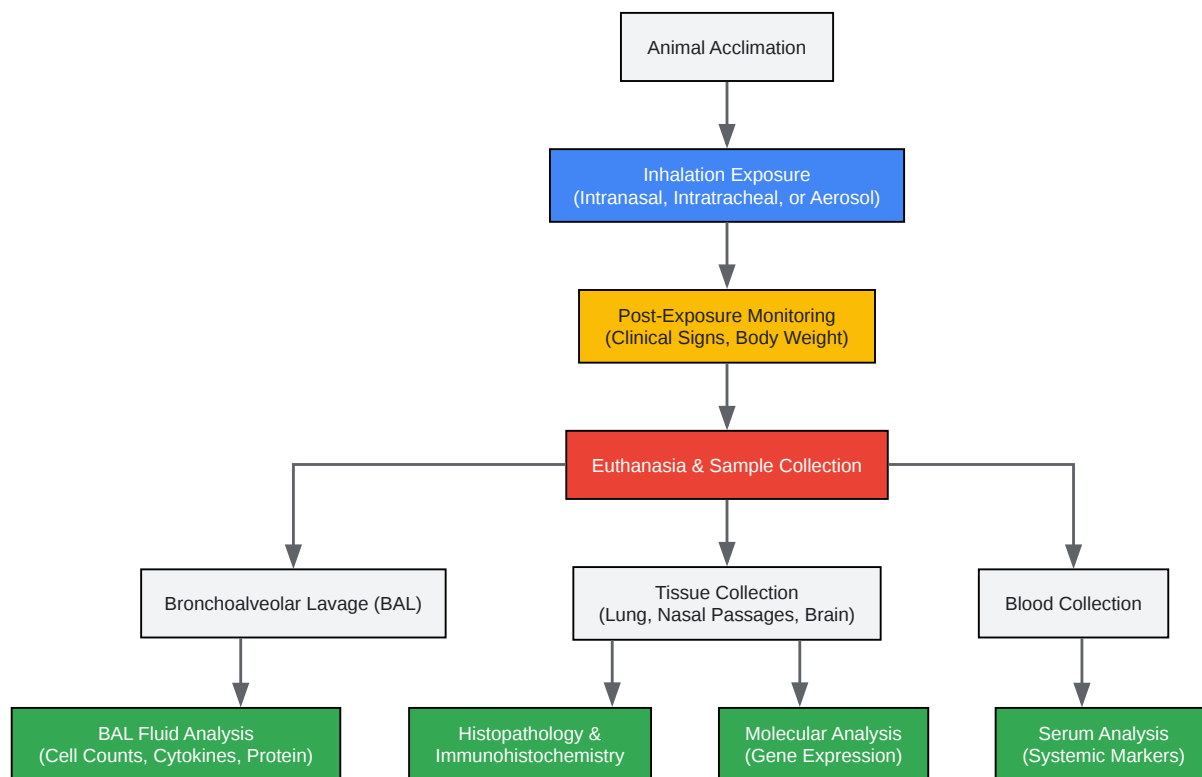 Animal Acclimation
Inhalation Exposure
(Intranasal, Intratracheal, or Aerosol)
Post-Exposure Monitoring
(Clinical Signs, Body Weight)
Euthanasia & Sample Collection
Bronchoalveolar Lavage (BAL)
Tissue Collection
(Lung, Nasal Passages, Brain)
Blood Collection
BAL Fluid Analysis
(Cell Counts, Cytokines, Protein)
Histopathology &
Immunohistochemistry
Molecular Analysis
(Gene Expression)
Serum Analysis
(Systemic Markers)